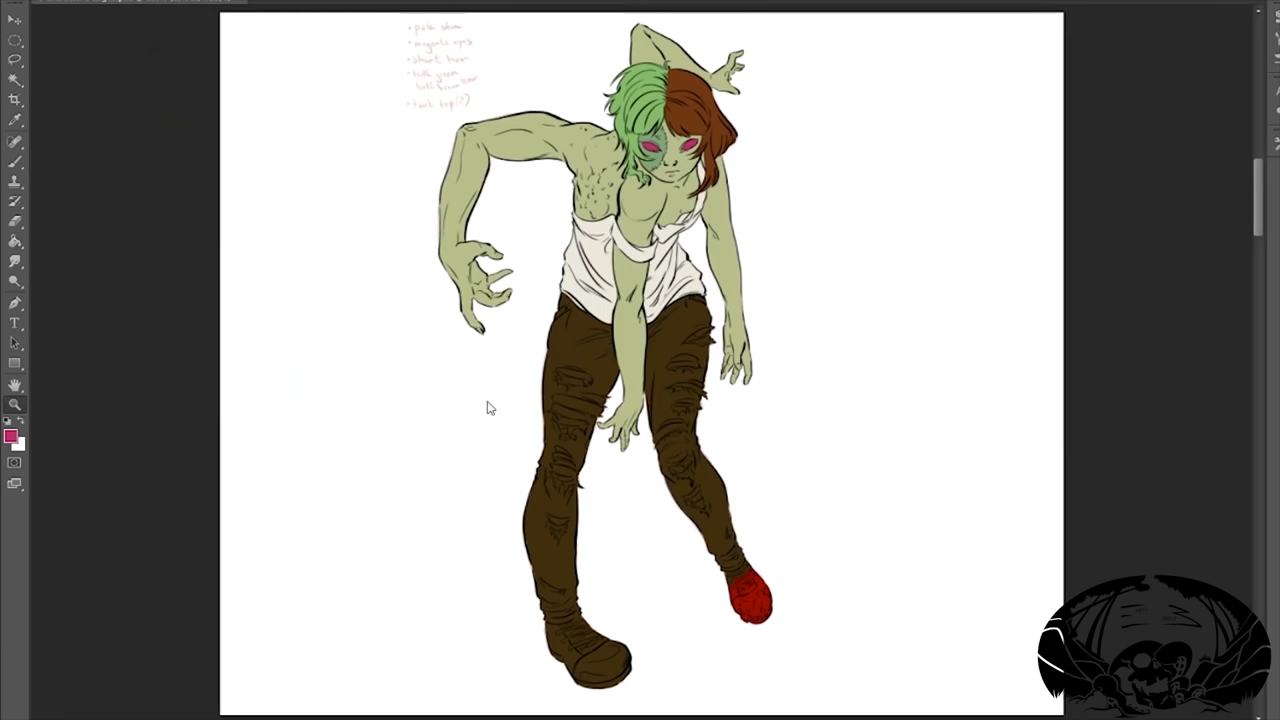 • pale skin
• magenta eyes
• short hair
- half green
half brown hair
• tank top(?)